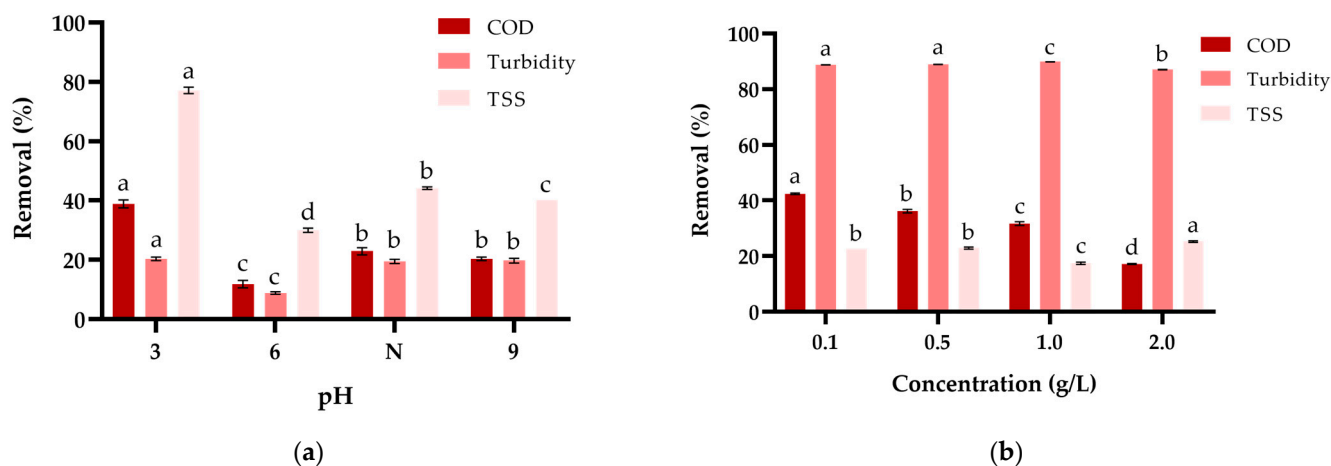 100
80
60
40
20
0
Removal (%)
COD
Turbidity
TSS
a
a
a
c
c
d
b
b
b
b
b
c
3
6
N
9
pH
(a)
100
80
60
40
20
0
Removal (%)
COD
Turbidity
TSS
a
a
b
b
a
b
c
c
c
d
b
a
0.1
0.5
1.0
2.0
Concentration (g/L)
(b)